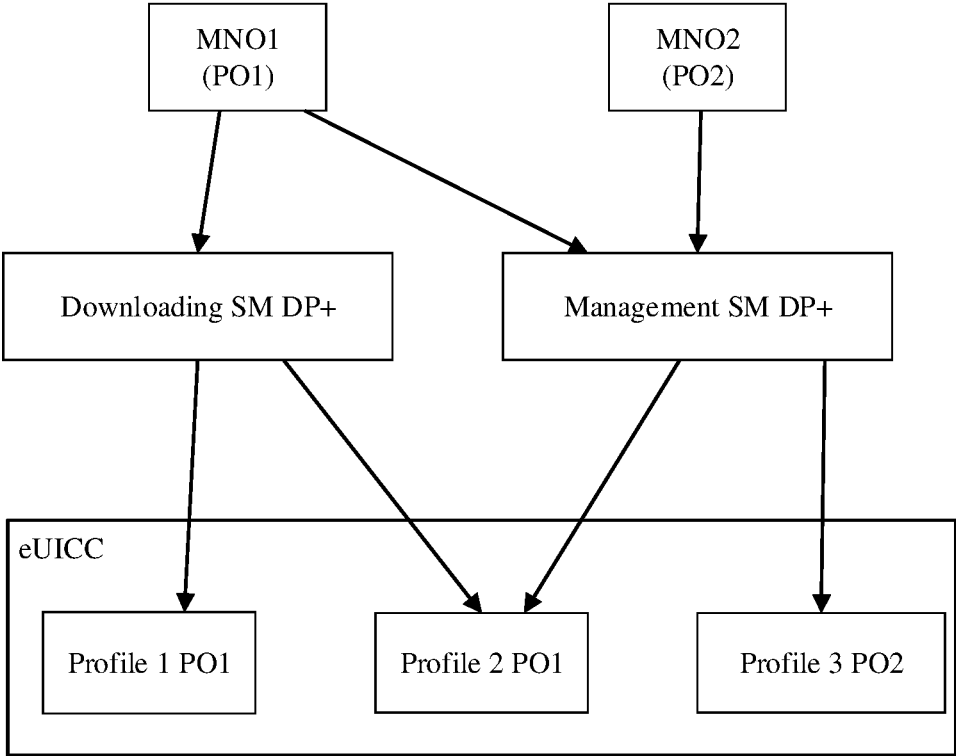 MNO1
(PO1)
MNO2
(PO2)
Downloading SM DP+
Management SM DP+
eUICC
Profile 1 PO1
Profile 2 PO1
Profile 3 PO2